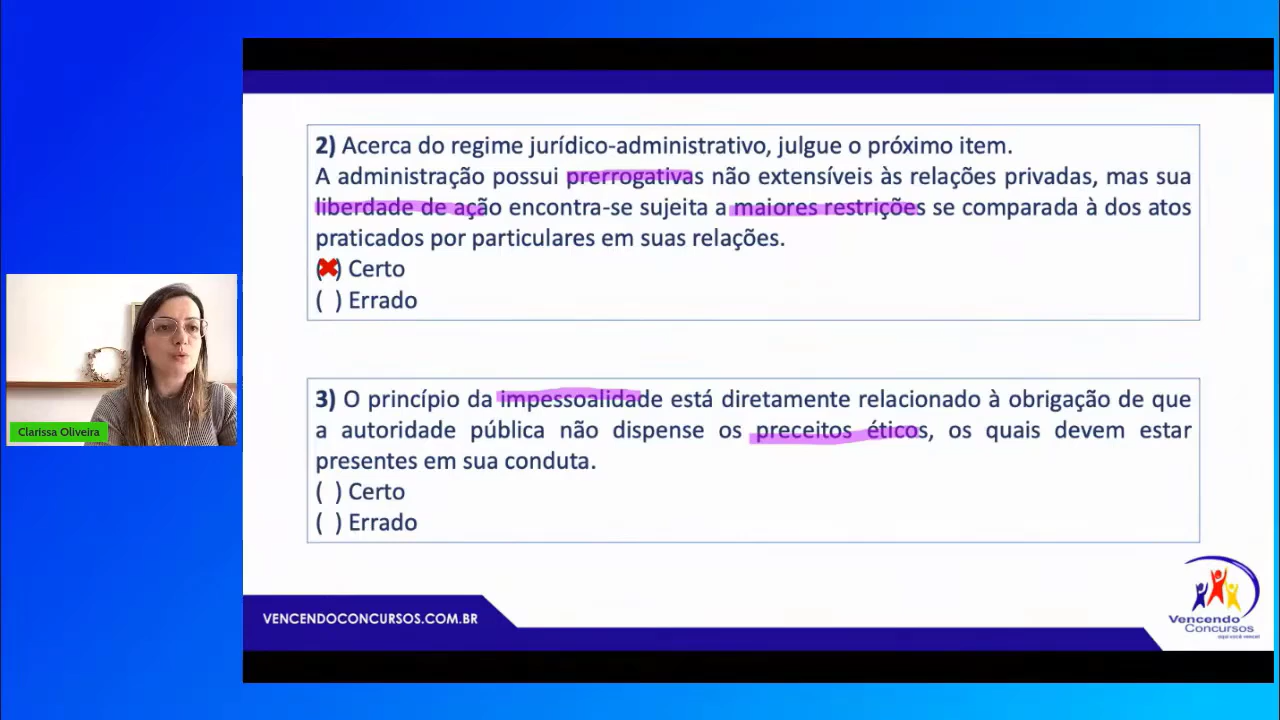 2) Acerca do regime jurídico-administrativo, julgue o próximo item.
A administração possui prerrogativas não extensíveis às relações privadas, mas sua
liberdade de ação encontra-se sujeita a maiores restrições se comparada à dos atos
praticados por particulares em suas relações.
(✖) Certo
( ) Errado
3) O princípio da impessoalidade está diretamente relacionado à obrigação de que
a autoridade pública não dispense os preceitos éticos, os quais devem estar
presentes em sua conduta.
( ) Certo
( ) Errado
Clarissa Oliveira
VENCENDOCONCURSOS.COM.BR
Vencendo
Concursos
aqui você vence!